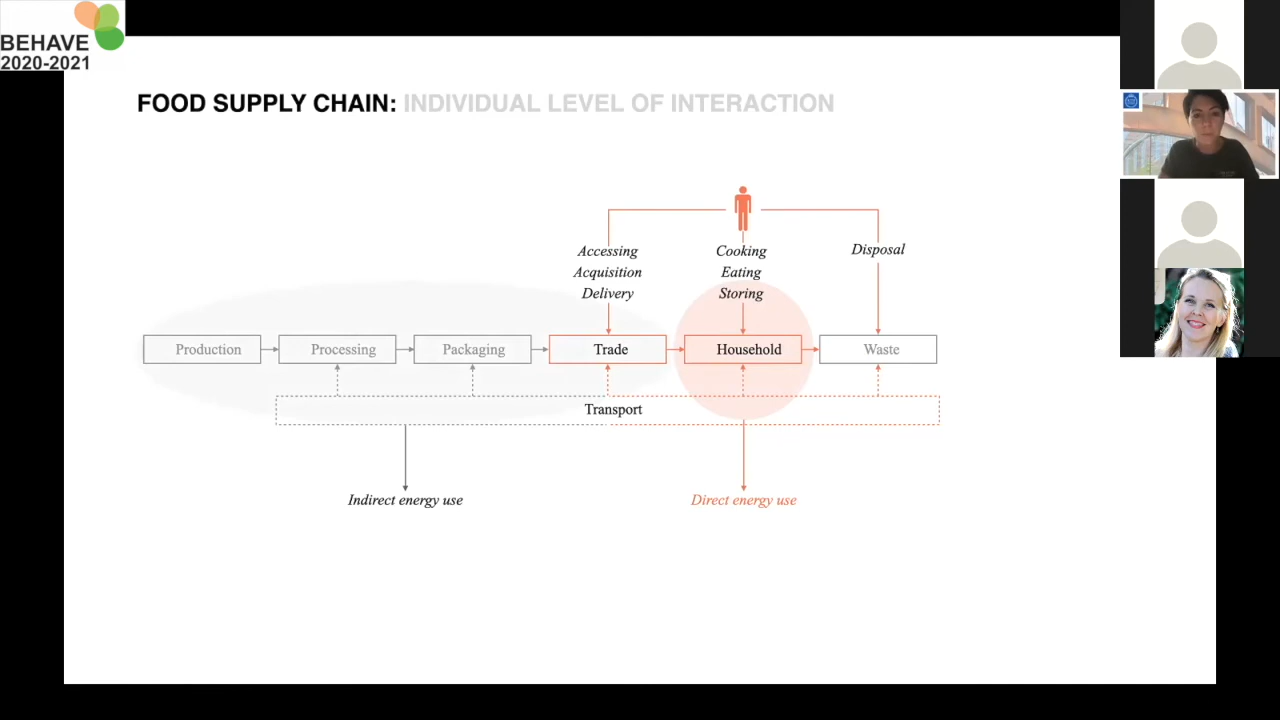 BEHAVE
2020-2021
FOOD SUPPLY CHAIN: INDIVIDUAL LEVEL OF INTERACTION
Accessing
Acquisition
Delivery
Cooking
Eating
Storing
Disposal
Production
Processing
Packaging
Trade
Household
Waste
Transport
Indirect energy use
Direct energy use